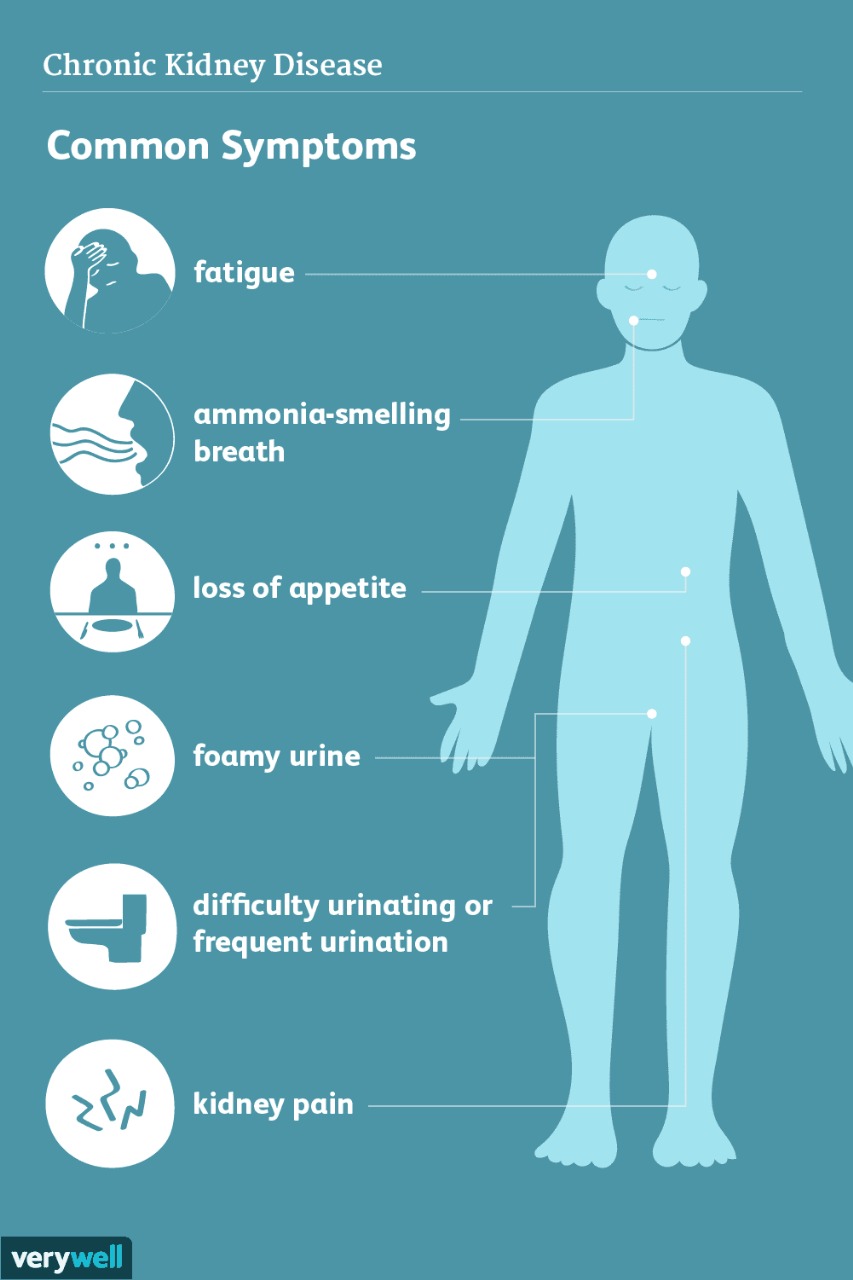 Chronic Kidney Disease
Common Symptoms
fatigue
ammonia-smelling
breath
loss of appetite
foamy urine
difficulty urinating or
frequent urination
kidney pain
verywell